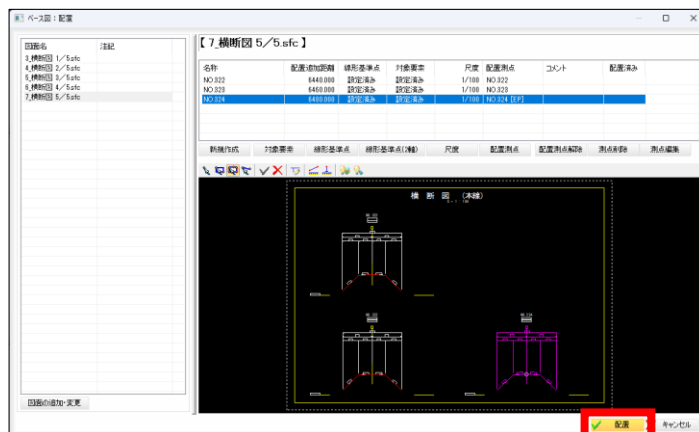 ベース図：配置
図面名 注記
3_横断図 1／5.sfc
4_横断図 2／5.sfc
5_横断図 3／5.sfc
6_横断図 4／5.sfc
7_横断図 5／5.sfc
図面の追加・変更
【 7_横断図 5／5.sfc 】
名称 配置追加距離 線形基準点 対象要素 尺度 配置測点 コメント 配置済み
NO.322 6440.000 設定済み 設定済み 1/100 NO.322
NO.323 6460.000 設定済み 設定済み 1/100 NO.323
NO.324 6480.000 設定済み 設定済み 1/100 NO.324 [EP]
新規作成 対象要素 線形基準点 線形基準点(2軸) 尺度 配置測点 配置測点解除 測点削除 測点編集
横 断 図 (本線)
配置 キャンセル